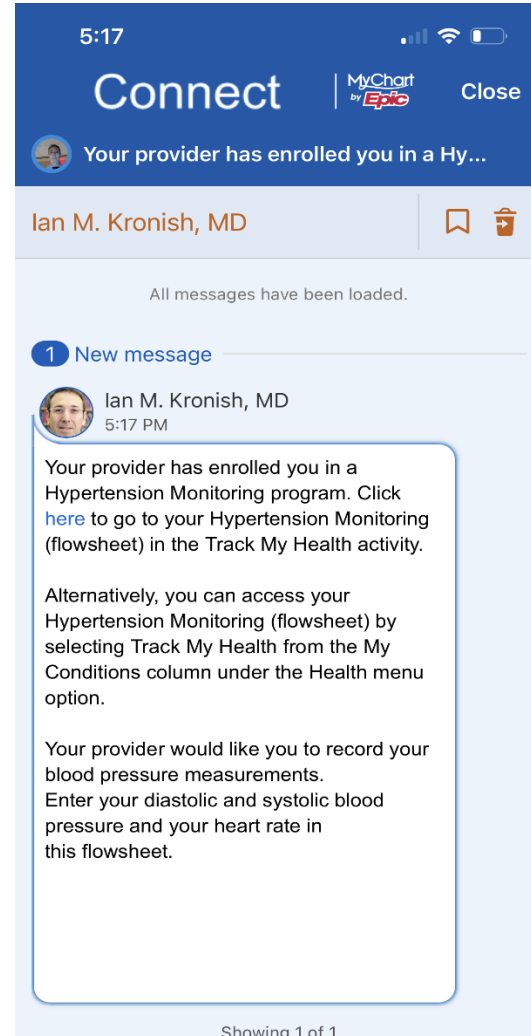 5:17
Connect
MyChart
by Epic
Close
Your provider has enrolled you in a Hy...
Ian M. Kronish, MD
All messages have been loaded.
1 New message
Ian M. Kronish, MD
5:17 PM
Your provider has enrolled you in a
Hypertension Monitoring program. Click
here to go to your Hypertension Monitoring
(flowsheet) in the Track My Health activity.
Alternatively, you can access your
Hypertension Monitoring (flowsheet) by
selecting Track My Health from the My
Conditions column under the Health menu
option.
Your provider would like you to record your
blood pressure measurements.
Enter your diastolic and systolic blood
pressure and your heart rate in
this flowsheet.
Showing 1 of 1